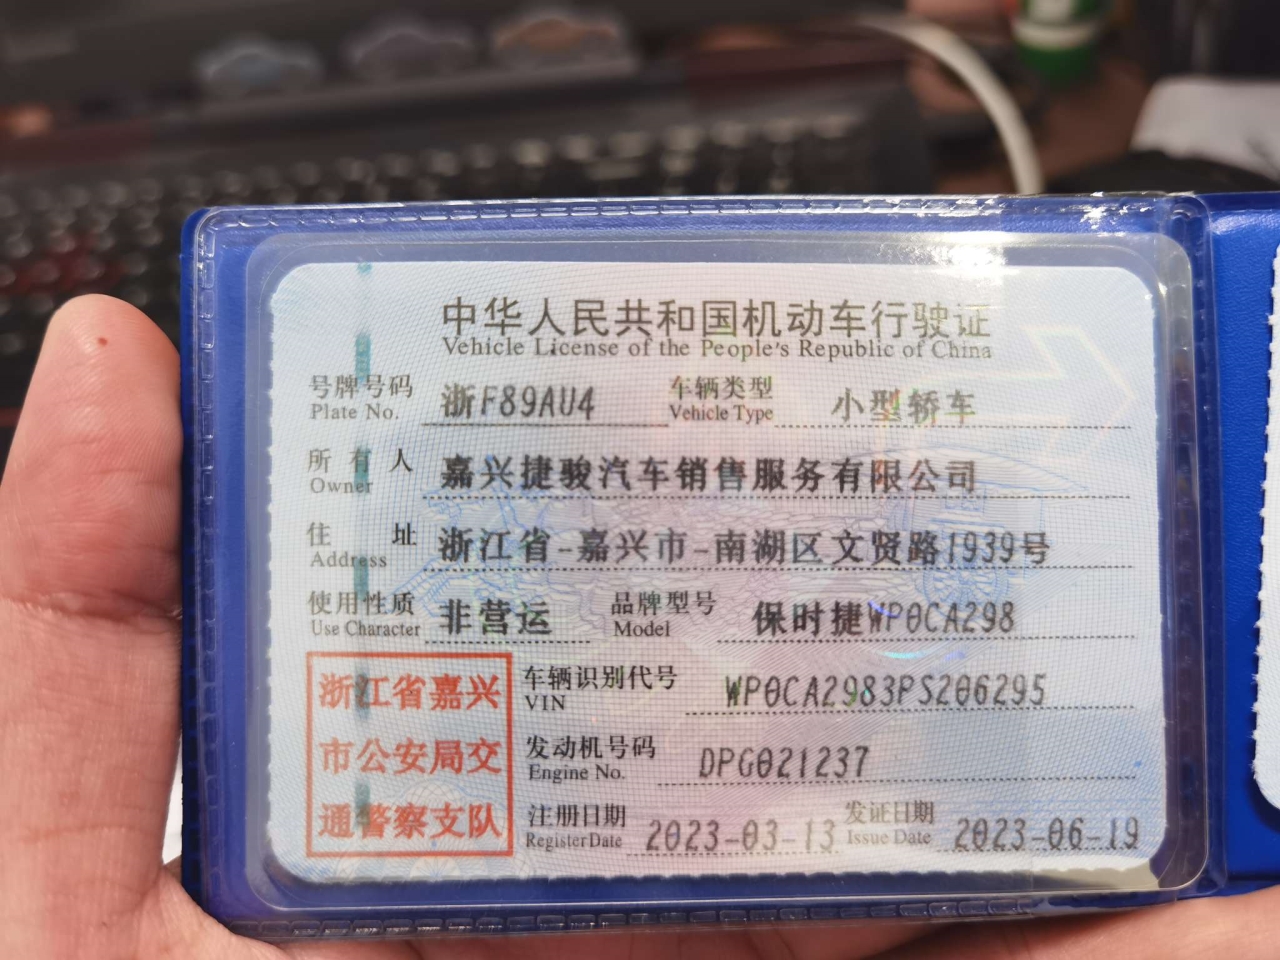 中华人民共和国机动车行驶证
Vehicle License of the People's Republic of China
号牌号码 浙F89AU4 车辆类型 小型轿车
Plate No. Vehicle Type
所有人 嘉兴捷骏汽车销售服务有限公司
Owner
住址 浙江省-嘉兴市-南湖区文贤路1939号
Address
使用性质 非营运 品牌型号 保时捷WP0CA298
Use Character Model
浙江省嘉兴
市公安局交
通警察支队
车辆识别代号 WP0CA2983PS206295
VIN
发动机号码 DPG021237
Engine No.
注册日期 2023-03-13 发证日期 2023-06-19
Register Date Issue Date